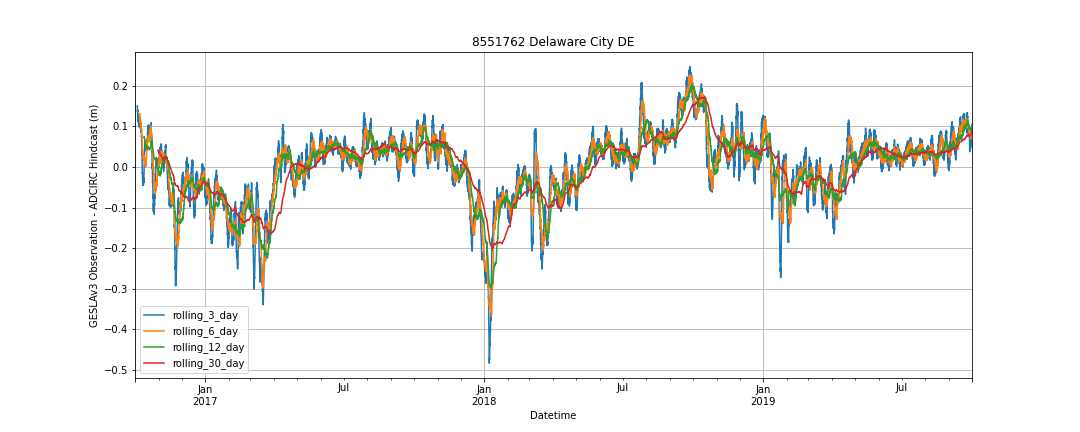 8551762 Delaware City DE
GESLAv3 Observation - ADCIRC Hindcast (m)
0.2
0.1
0.0
−0.1
−0.2
−0.3
−0.4
−0.5
rolling_3_day
rolling_6_day
rolling_12_day
rolling_30_day
Jan Jul Jan Jul Jan Jul
2017 2018 2019
Datetime